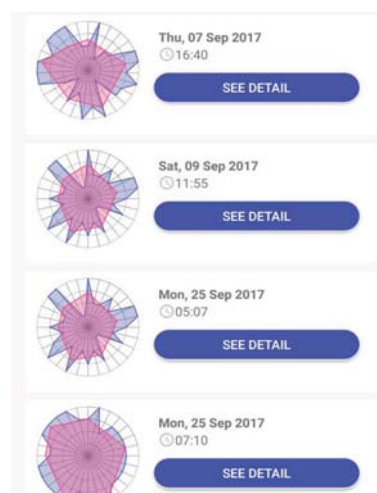 Thu, 07 Sep 2017
16:40
SEE DETAIL
Sat, 09 Sep 2017
11:55
SEE DETAIL
Mon, 25 Sep 2017
05:07
SEE DETAIL
Mon, 25 Sep 2017
07:10
SEE DETAIL